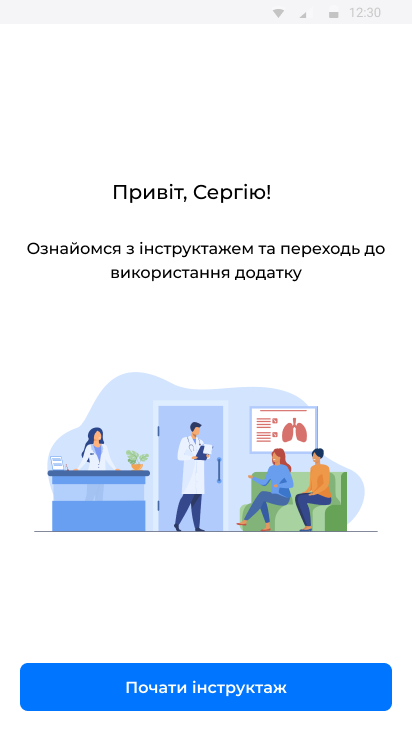 12:30
Привіт, Сергію!
Ознайомся з інструктажем та переходь до
використання додатку
Почати інструктаж